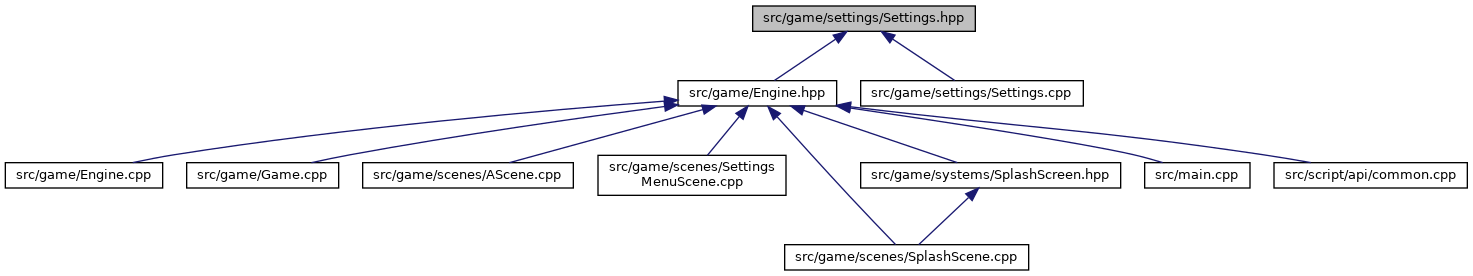 src/game/settings/Settings.hpp
src/game/Engine.hpp
src/game/settings/Settings.cpp
src/game/Engine.cpp
src/game/Game.cpp
src/game/scenes/AScene.cpp
src/game/scenes/Settings
MenuScene.cpp
src/game/systems/SplashScreen.hpp
src/main.cpp
src/script/api/common.cpp
src/game/scenes/SplashScene.cpp